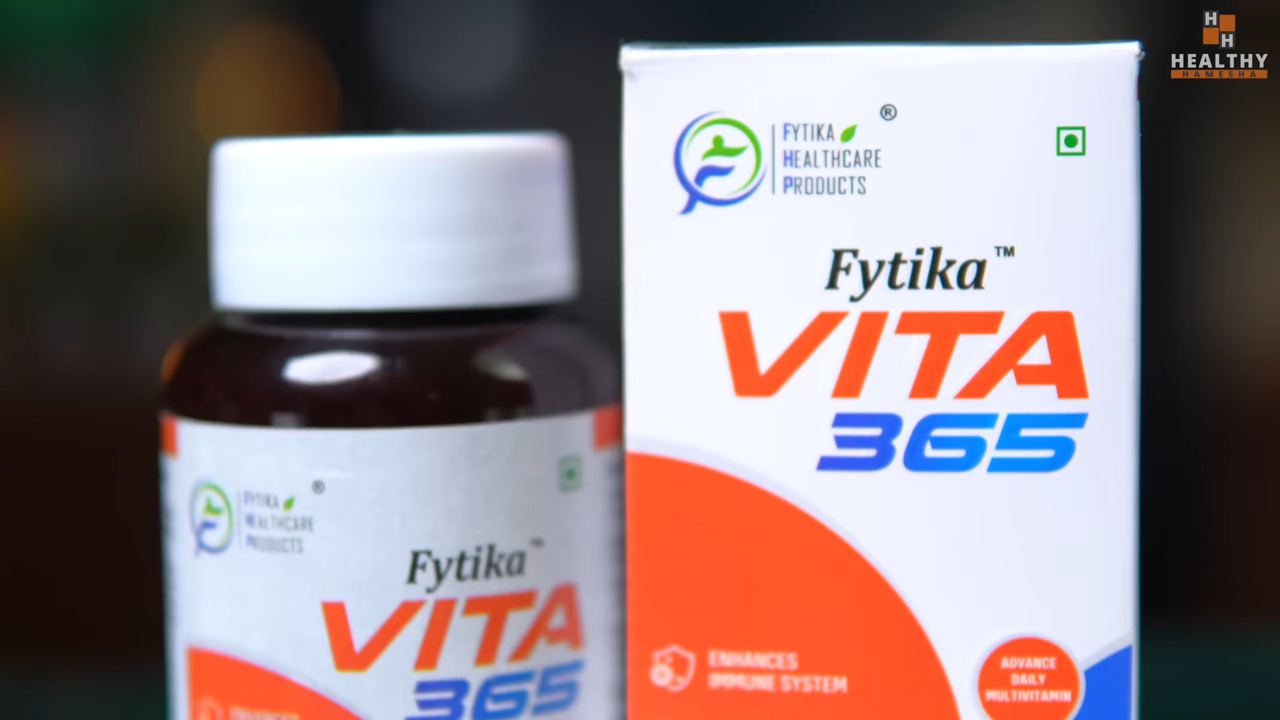 H
H
HEALTHY
HAMESHA
FYTIKA
HEALTHCARE
PRODUCTS
®
Fytika™
VITA
365
ENHANCES
IMMUNE SYSTEM
ADVANCE
DAILY
MULTIVITAMIN
FYTIKA
HEALTHCARE
PRODUCTS
®
Fytika™
VITA
365
ENHANCES